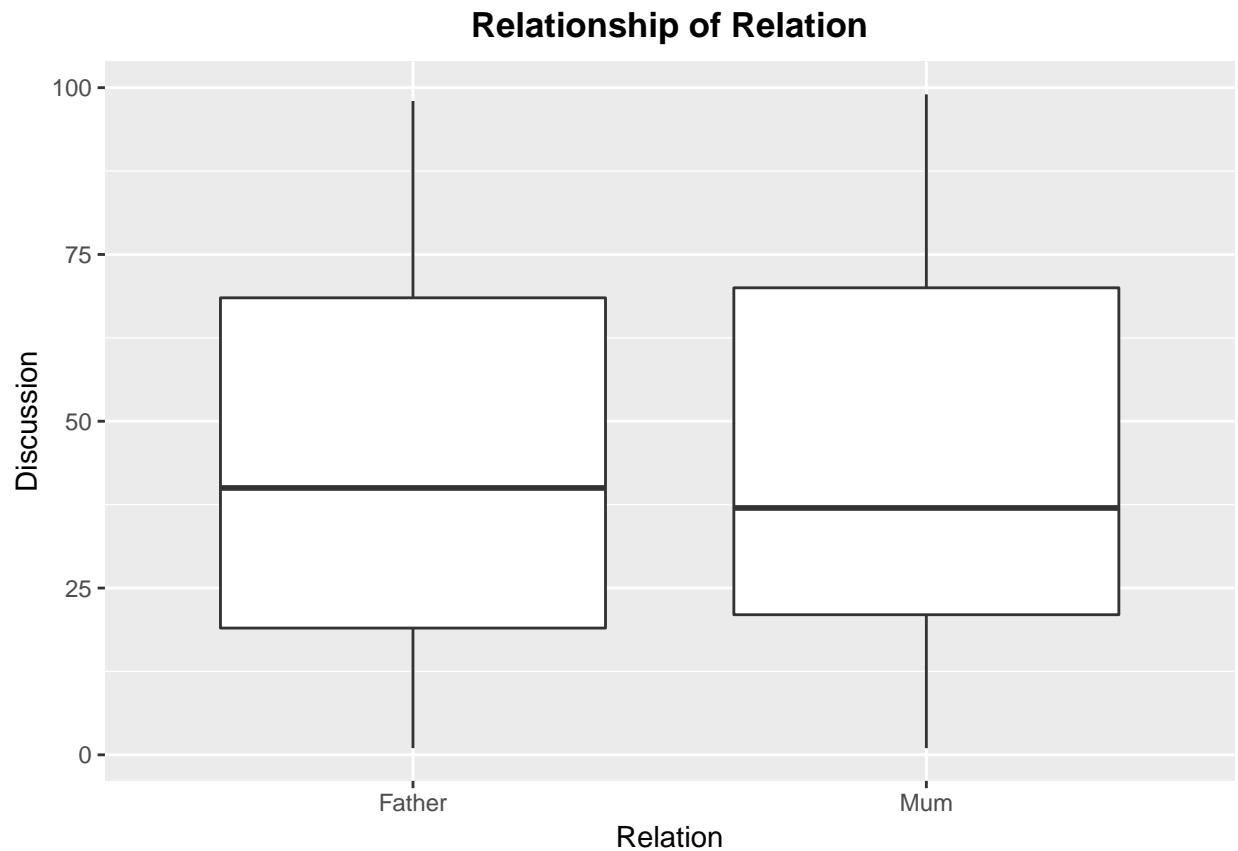 Relationship of Relation
100
75
50
25
0
Discussion
Father Mum
Relation